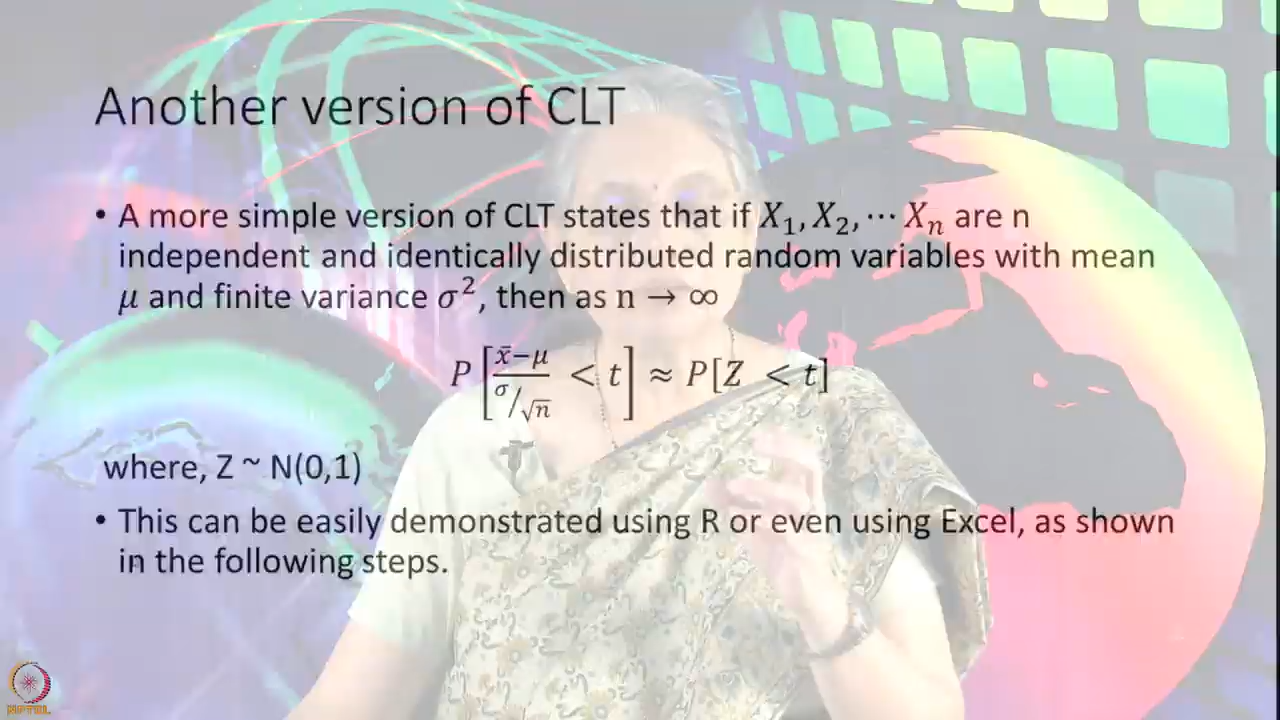 Another version of CLT
• A more simple version of CLT states that if X₁, X₂, ⋯ Xₙ are n
independent and identically distributed random variables with mean
μ and finite variance σ², then as n → ∞
P[(x̄−μ)/(σ/√n) < t] ≈ P[Z < t]
where, Z ~ N(0,1)
• This can be easily demonstrated using R or even using Excel, as shown
in the following steps.
NPTEL